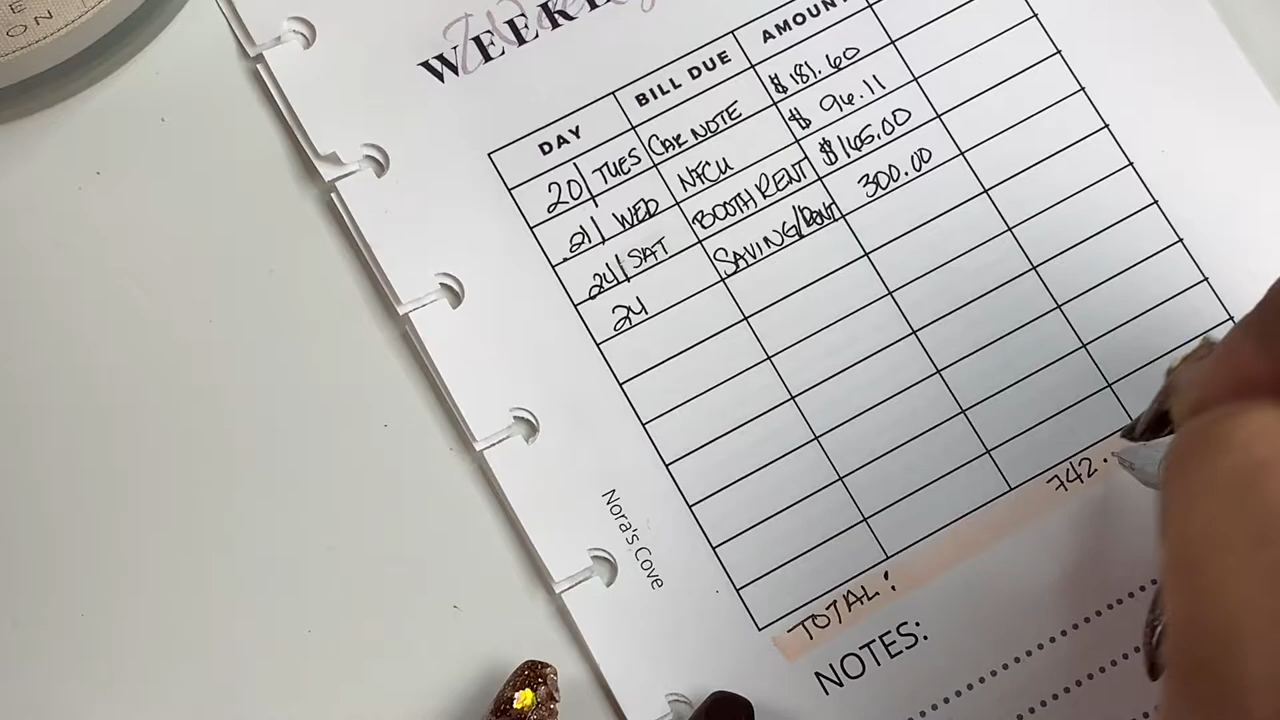 WEEKL
DAY BILL DUE AMOUNT
20 | TUES CAR NOTE $181.60
21 | WED NFCU $ 96.11
24 | SAT BOOTH RENT $165.00
24 SAVING/RENT 300.00
742.
TOTAL:
NOTES:
Nora's Cove